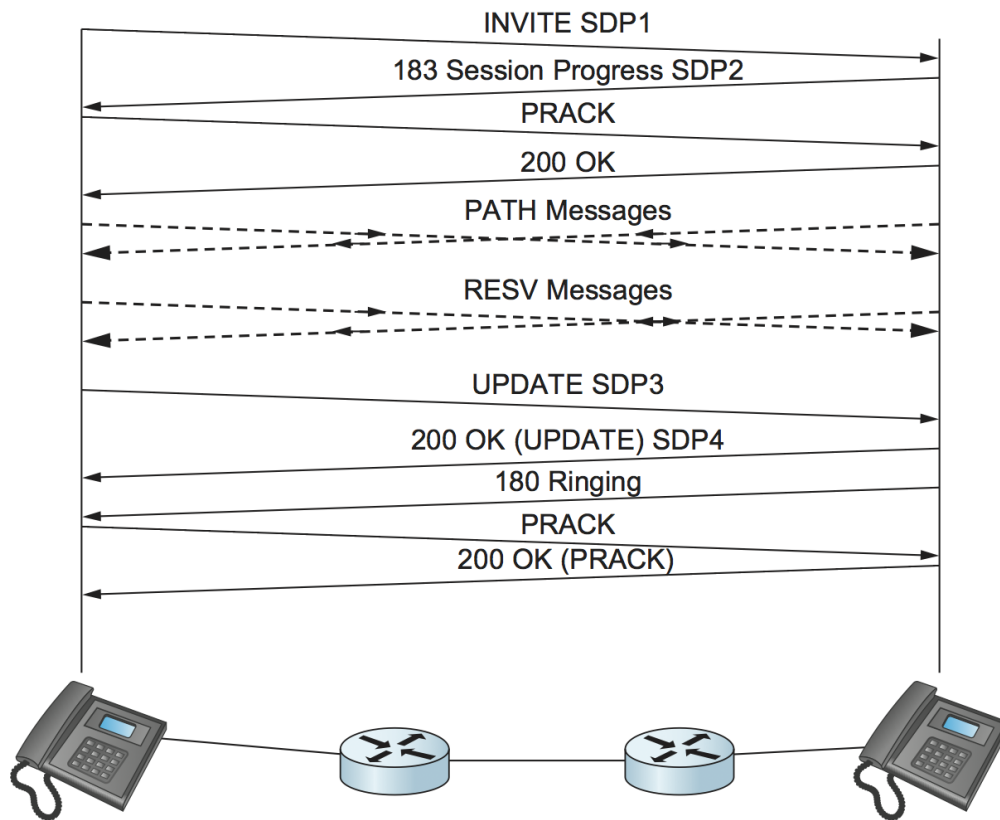 INVITE SDP1
183 Session Progress SDP2
PRACK
200 OK
PATH Messages
RESV Messages
UPDATE SDP3
200 OK (UPDATE) SDP4
180 Ringing
PRACK
200 OK (PRACK)